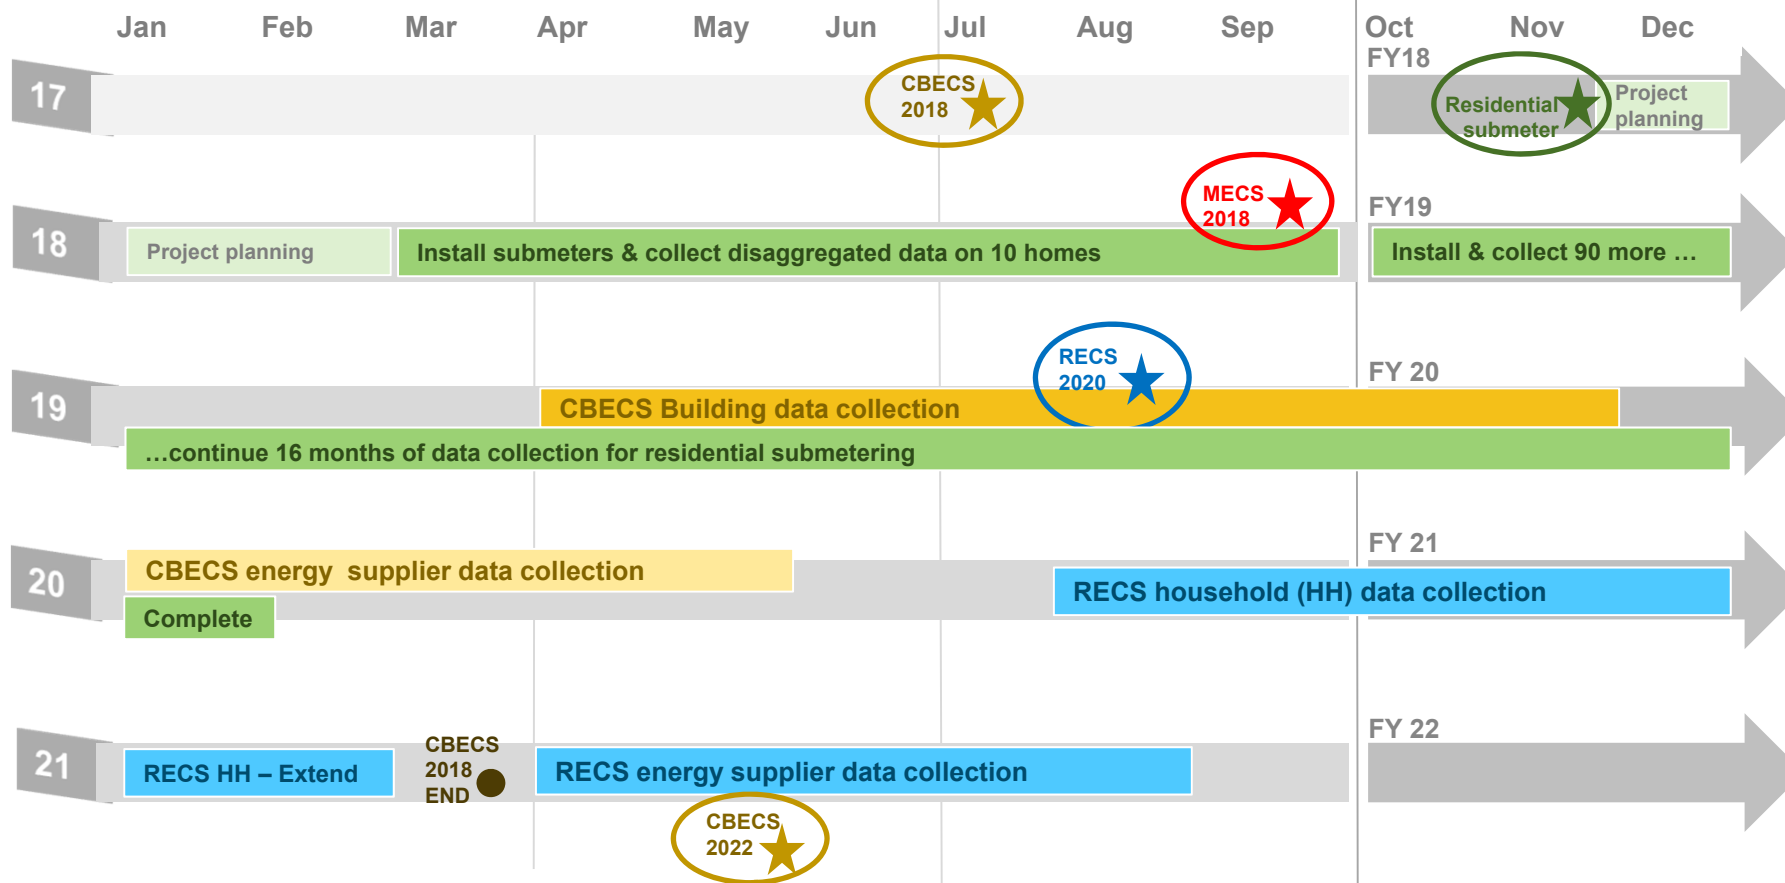 Jan Feb Mar Apr May Jun Jul Aug Sep Oct Nov Dec
FY18
17
CBECS
2018
Residential
submeter
Project
planning
MECS
2018
FY19
18
Project planning
Install submeters & collect disaggregated data on 10 homes
Install & collect 90 more …
RECS
2020
FY 20
19
CBECS Building data collection
…continue 16 months of data collection for residential submetering
FY 21
20
CBECS energy supplier data collection
RECS household (HH) data collection
Complete
FY 22
21
RECS HH – Extend
CBECS
2018
END
RECS energy supplier data collection
CBECS
2022